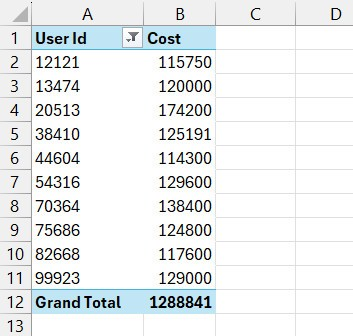 A B C D
1 User Id Cost
2 12121 115750
3 13474 120000
4 20513 174200
5 38410 125191
6 44604 114300
7 54316 129600
8 70364 138400
9 75686 124800
10 82668 117600
11 99923 129000
12 Grand Total 1288841
13